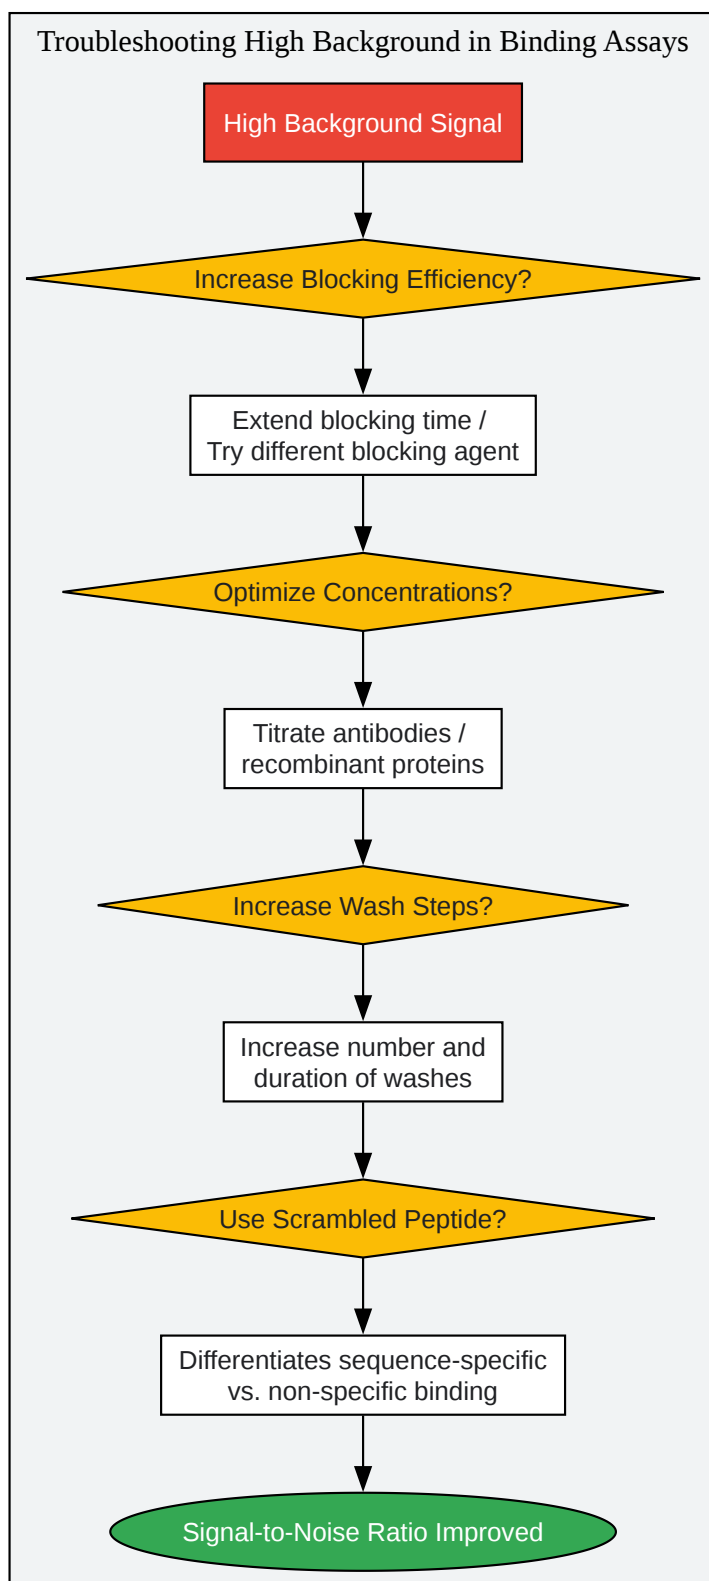 Troubleshooting High Background in Binding Assays
High Background Signal
Increase Blocking Efficiency?
Extend blocking time /
Try different blocking agent
Optimize Concentrations?
Titrate antibodies /
recombinant proteins
Increase Wash Steps?
Increase number and
duration of washes
Use Scrambled Peptide?
Differentiates sequence-specific
vs. non-specific binding
Signal-to-Noise Ratio Improved